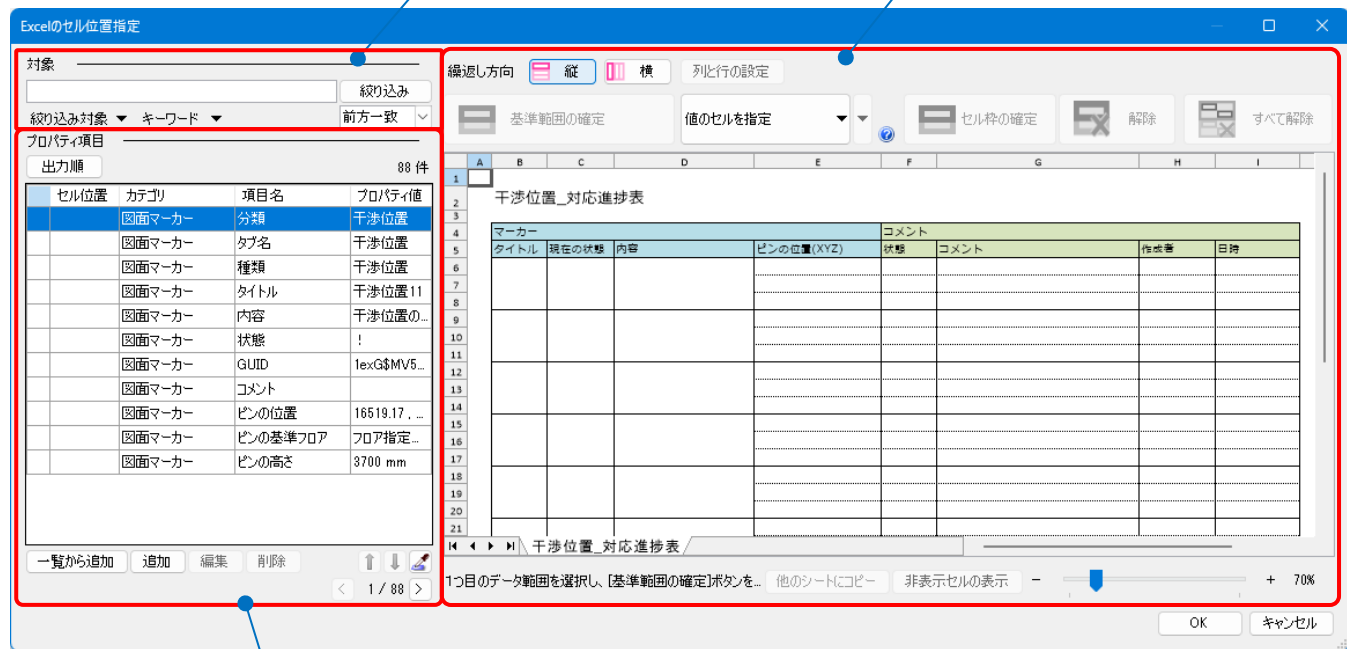 Excelのセル位置指定
対象
絞り込み
絞り込み対象 ▼ キーワード ▼ 前方一致
プロパティ項目
出力順 88 件
セル位置 カテゴリ 項目名 プロパティ値
図面マーカー 分類 干渉位置
図面マーカー タブ名 干渉位置
図面マーカー 種類 干渉位置
図面マーカー タイトル 干渉位置11
図面マーカー 内容 干渉位置の...
図面マーカー 状態 !
図面マーカー GUID 1exG$MV5...
図面マーカー コメント
図面マーカー ピンの位置 16519.17 , ...
図面マーカー ピンの基準フロア フロア指定...
図面マーカー ピンの高さ 3700 mm
一覧から追加 追加 編集 削除
< 1 / 88 >
繰返し方向 縦 横 列と行の設定
基準範囲の確定 値のセルを指定 セル枠の確定 解除 すべて解除
A B C D E F G H I
1
2 干渉位置_対応進捗表
3
4 マーカー コメント
5 タイトル 現在の状態 内容 ピンの位置(XYZ) 状態 コメント 作成者 日時
6
7
8
9
10
11
12
13
14
15
16
17
18
19
20
21
干渉位置_対応進捗表
1つ目のデータ範囲を選択し、[基準範囲の確定]ボタンを... 他のシートにコピー 非表示セルの表示 - + 70%
OK キャンセル